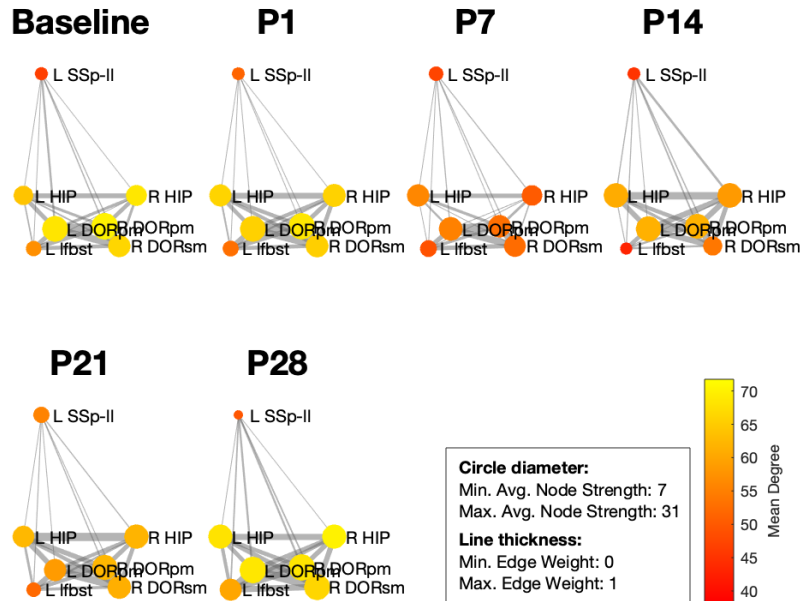 Baseline
P1
P7
P14
L SSp-ll
L SSp-ll
L SSp-ll
L SSp-ll
L HIP
R HIP
L HIP
R HIP
L HIP
R HIP
L HIP
R HIP
L DORpm
R DORpm
L DORpm
R DORpm
L DORpm
R DORpm
L DORpm
R DORpm
L lfbst
R DORsm
L lfbst
R DORsm
L lfbst
R DORsm
L lfbst
R DORsm
P21
P28
L SSp-ll
L SSp-ll
L HIP
R HIP
L HIP
R HIP
L DORpm
R DORpm
L DORpm
R DORpm
L lfbst
R DORsm
L lfbst
R DORsm
Circle diameter:
Min. Avg. Node Strength: 7
Max. Avg. Node Strength: 31
Line thickness:
Min. Edge Weight: 0
Max. Edge Weight: 1
70
65
60
55
50
45
40
Mean Degree